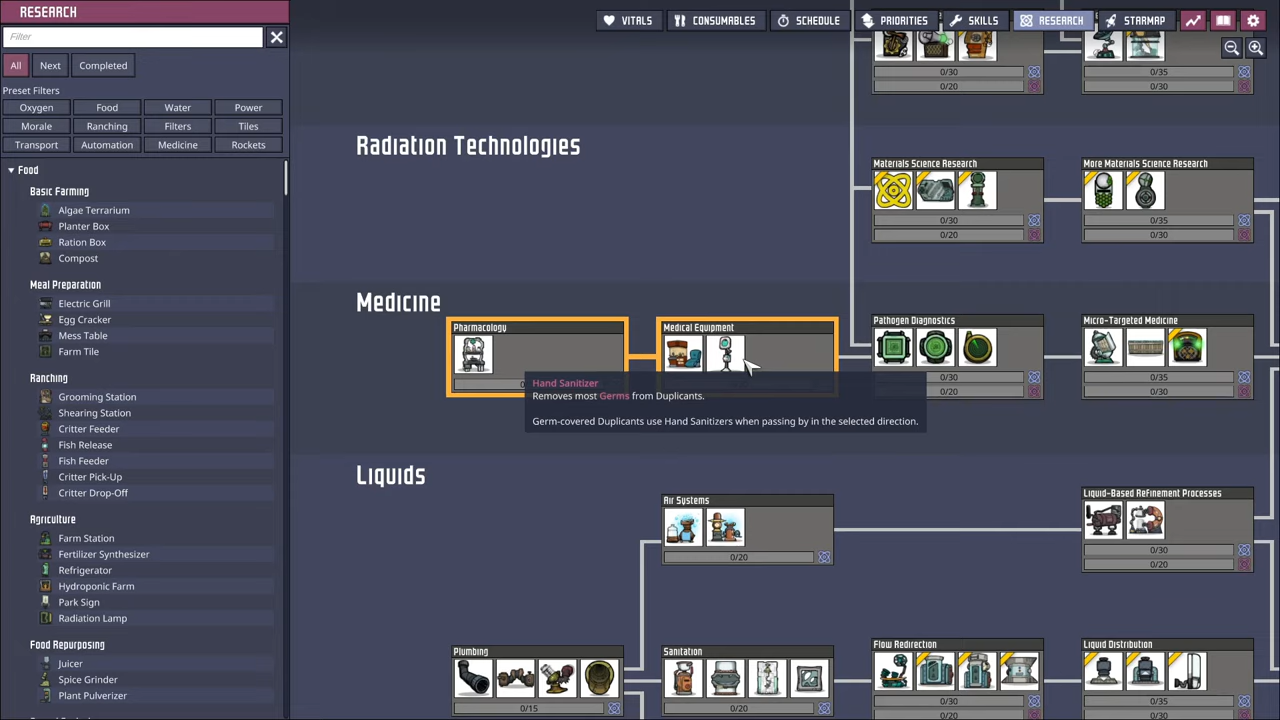 RESEARCH
VITALS
CONSUMABLES
SCHEDULE
PRIORITIES
SKILLS
RESEARCH
STARMAP
Filter
All
Next
Completed
Preset Filters
Oxygen
Food
Water
Power
Morale
Ranching
Filters
Tiles
Transport
Automation
Medicine
Rockets
Food
Basic Farming
Algae Terrarium
Planter Box
Ration Box
Compost
Meal Preparation
Electric Grill
Egg Cracker
Mess Table
Farm Tile
Ranching
Grooming Station
Shearing Station
Critter Feeder
Fish Release
Fish Feeder
Critter Pick-Up
Critter Drop-Off
Agriculture
Farm Station
Fertilizer Synthesizer
Refrigerator
Hydroponic Farm
Park Sign
Radiation Lamp
Food Repurposing
Juicer
Spice Grinder
Plant Pulverizer
0/30
0/20
0/35
0/30
Radiation Technologies
Materials Science Research
0/30
0/20
More Materials Science Research
0/35
0/30
Medicine
Pharmacology
Medical Equipment
Hand Sanitizer
Removes most Germs from Duplicants.
Germ-covered Duplicants use Hand Sanitizers when passing by in the selected direction.
Pathogen Diagnostics
0/30
0/20
Micro-Targeted Medicine
0/35
0/30
Liquids
Air Systems
0/20
Liquid-Based Refinement Processes
0/30
0/20
Plumbing
0/15
Sanitation
0/20
Flow Redirection
0/30
Liquid Distribution
0/35